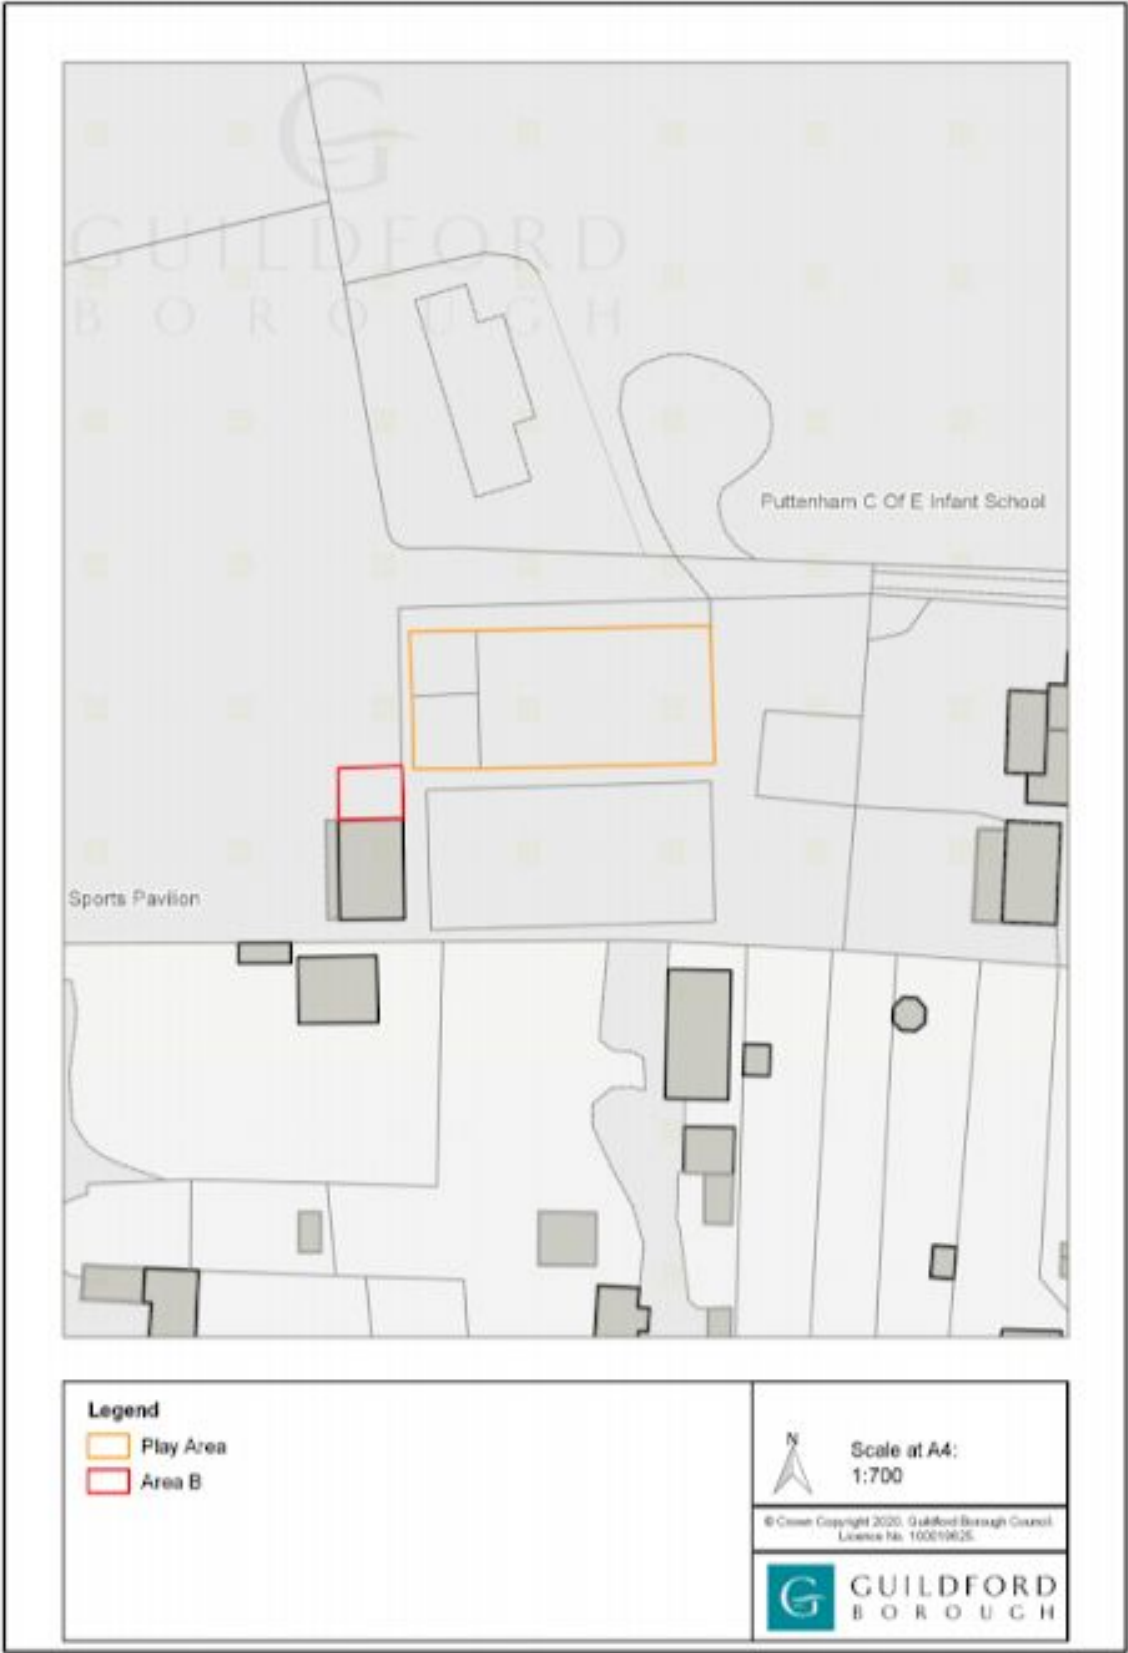 GUILDFORD
BOROUGH
Puttenham C Of E Infant School
Sports Pavilion
Legend
Play Area
Area B
N
Scale at A4:
1:700
© Crown Copyright 2020. Guildford Borough Council.
Licence No. 100019625.
G GUILDFORD
BOROUGH